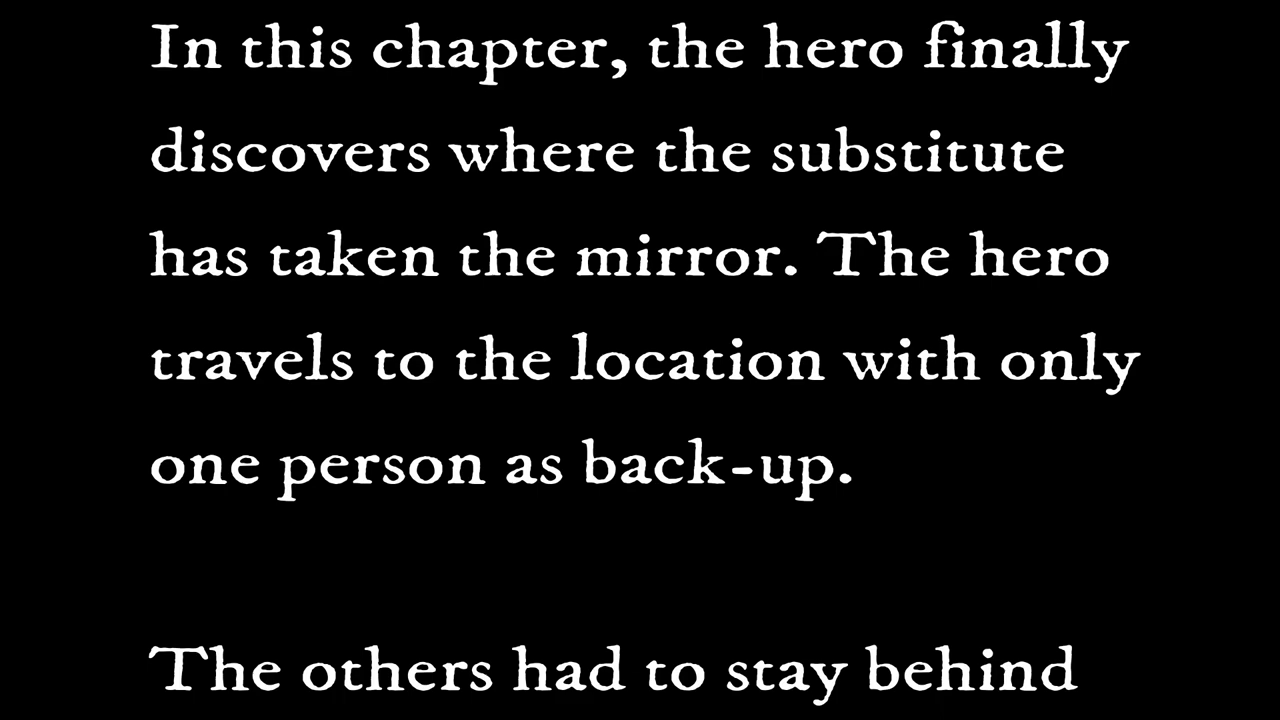 In this chapter, the hero finally
discovers where the substitute
has taken the mirror. The hero
travels to the location with only
one person as back-up.
The others had to stay behind